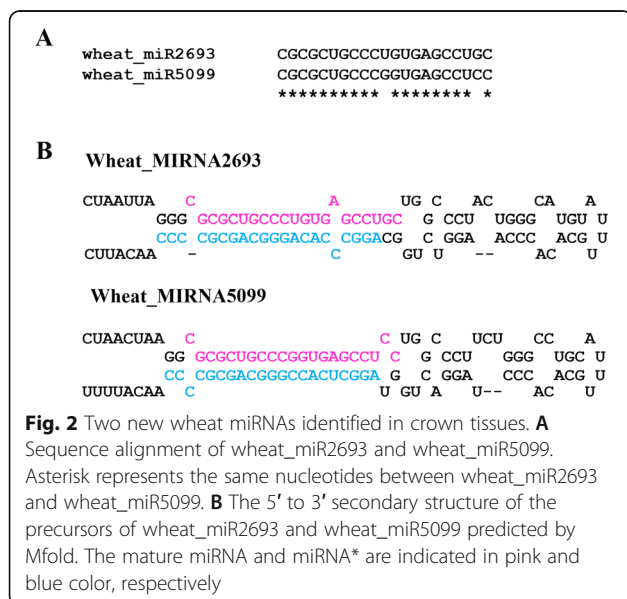 A
wheat_miR2693 CGCGCUGCCCUGUGAGCCUGC
wheat_miR5099 CGCGCUGCCCGGUGAGCCUCC
********** ******** *
B
Wheat_MIRNA2693
CUAAUUA C A UG C AC CA A
GGG GCGCUGCCCUGUG GCCUGC G CCU UGGG UGU U
CCC CGCGACGGGACAC CGGACG C GGA ACCC ACG U
CUUACAA - C GU U -- AC U
Wheat_MIRNA5099
CUAACUAA C C UG C UCU CC A
GG GCGCUGCCCGGUGAGCCU C G CCU GGG UGC U
CC CGCGACGGGCCACUCGGA G C GGA CCC ACG U
UUUUACAA C U GU A U-- AC U
Fig. 2 Two new wheat miRNAs identified in crown tissues. A
Sequence alignment of wheat_miR2693 and wheat_miR5099.
Asterisk represents the same nucleotides between wheat_miR2693
and wheat_miR5099. B The 5′ to 3′ secondary structure of the
precursors of wheat_miR2693 and wheat_miR5099 predicted by
Mfold. The mature miRNA and miRNA* are indicated in pink and
blue color, respectively